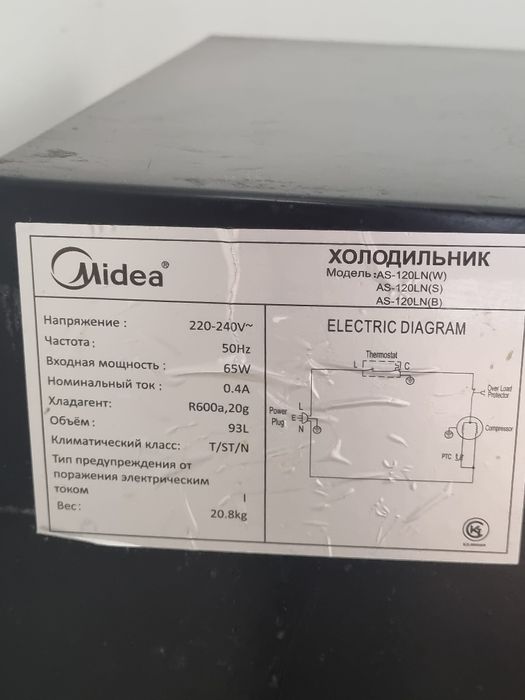 Midea®
ХОЛОДИЛЬНИК
Модель: AS-120LN(W)
AS-120LN(S)
AS-120LN(B)
Напряжение : 220-240V~
Частота : 50Hz
Входная мощность : 65W
Номинальный ток : 0.4A
Хладагент: R600a,20g
Объём: 93L
Климатический класс: T/ST/N
Тип предупреждения от
поражения электрическим
током I
Вес: 20.8kg
ELECTRIC DIAGRAM
Thermostat
L C
Over Load
Protector
Power
Plug
L
E
N
Compressor
PTC